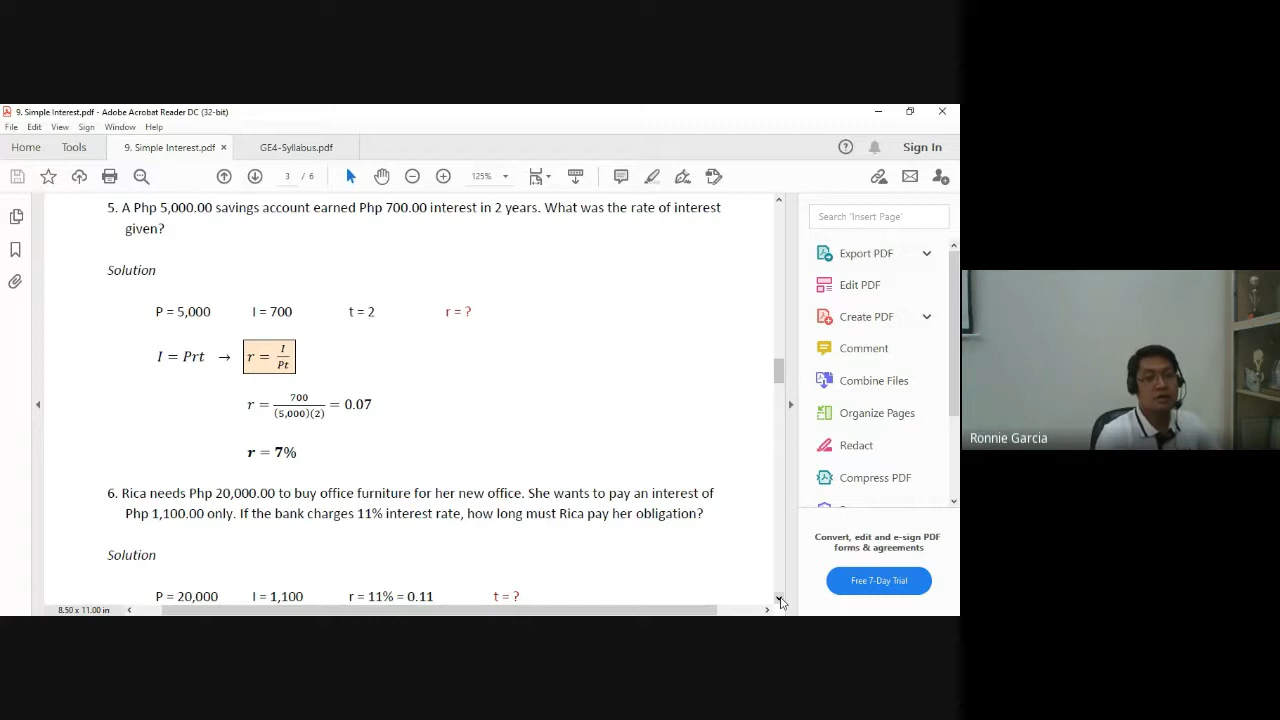 9. Simple Interest.pdf - Adobe Acrobat Reader DC (32-bit)
File Edit View Sign Window Help
Home Tools 9. Simple Interest.pdf × GE4-Syllabus.pdf Sign In
3 / 6 125%
5. A Php 5,000.00 savings account earned Php 700.00 interest in 2 years. What was the rate of interest
given?
Solution
P = 5,000 I = 700 t = 2 r = ?
I = Prt → r = I/Pt
r = 700/(5,000)(2) = 0.07
r = 7%
6. Rica needs Php 20,000.00 to buy office furniture for her new office. She wants to pay an interest of
Php 1,100.00 only. If the bank charges 11% interest rate, how long must Rica pay her obligation?
Solution
P = 20,000 I = 1,100 r = 11% = 0.11 t = ?
8.50 x 11.00 in
Search 'Insert Page'
Export PDF
Edit PDF
Create PDF
Comment
Combine Files
Organize Pages
Redact
Compress PDF
Convert, edit and e-sign PDF
forms & agreements
Free 7-Day Trial
Ronnie Garcia